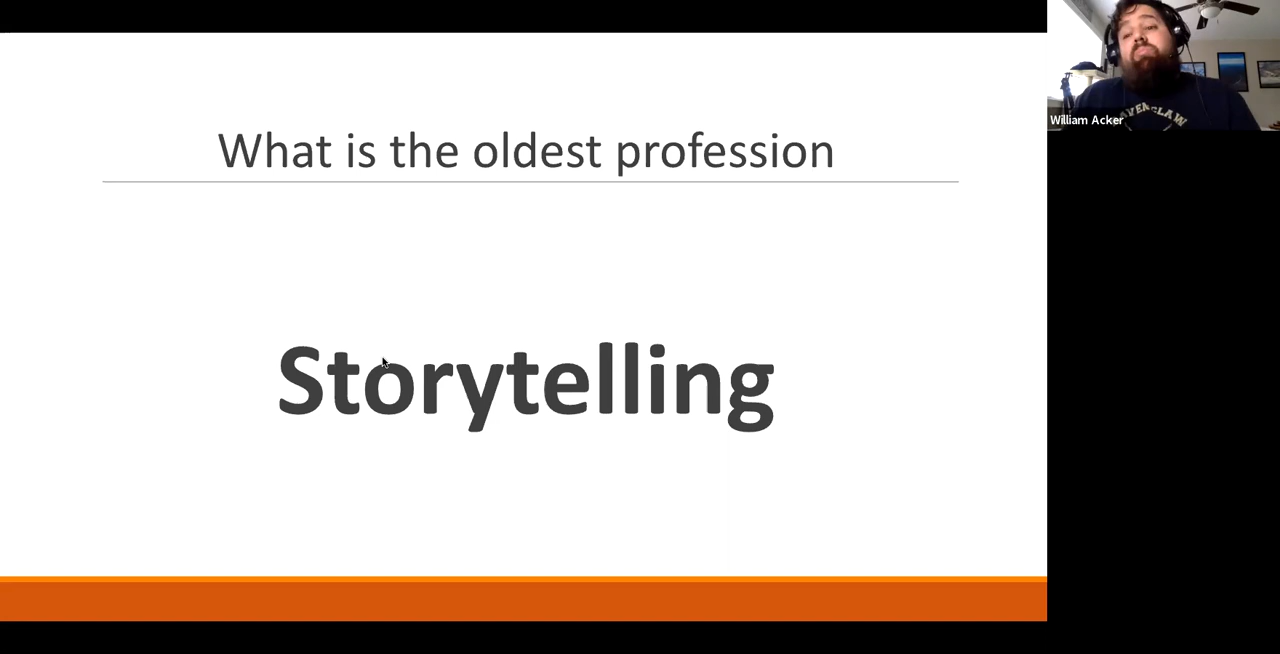 What is the oldest profession
Storytelling
William Acker